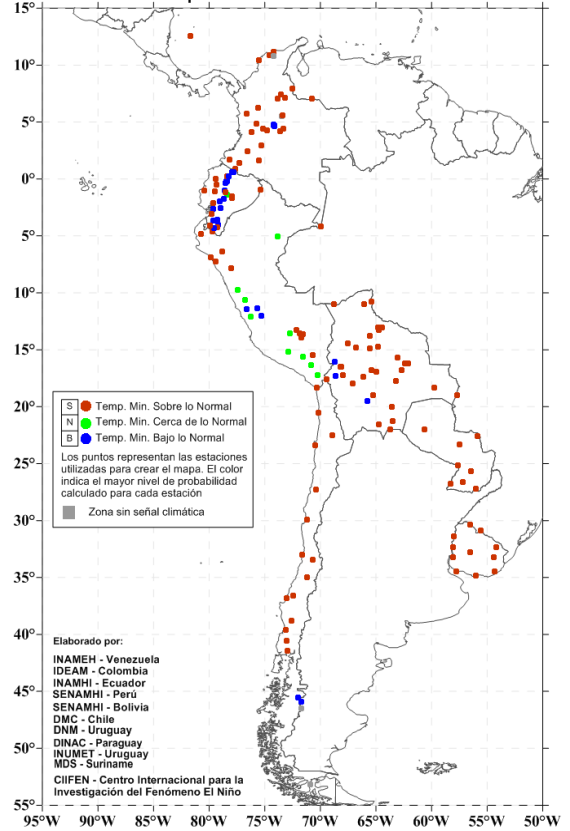 15°
10°
5°
0°
5°
10°
15°
20°
25°
30°
35°
40°
45°
50°
55°
S Temp. Min. Sobre lo Normal
N Temp. Min. Cerca de lo Normal
B Temp. Min. Bajo lo Normal
Los puntos representan las estaciones
utilizadas para crear el mapa. El color
indica el mayor nivel de probabilidad
calculado para cada estación
Zona sin señal climática
Elaborado por:
INAMEH - Venezuela
IDEAM - Colombia
INAMHI - Ecuador
SENAMHI - Perú
SENAMHI - Bolivia
DMC - Chile
DNM - Uruguay
DINAC - Paraguay
INUMET - Uruguay
MDS - Suriname
CIIFEN - Centro Internacional para la
Investigación del Fenómeno El Niño
95°W 90°W 85°W 80°W 75°W 70°W 65°W 60°W 55°W 50°W